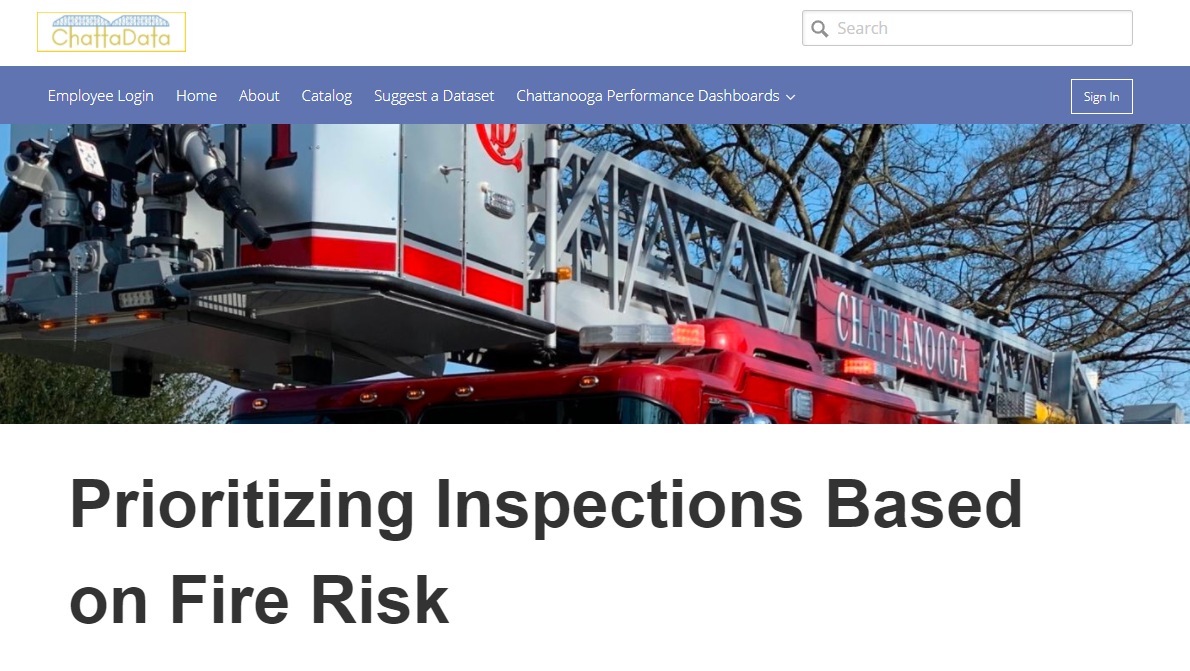 ChattaData
Search
Employee Login Home About Catalog Suggest a Dataset Chattanooga Performance Dashboards
Sign In
1
CHATTANOOGA
Prioritizing Inspections Based
on Fire Risk